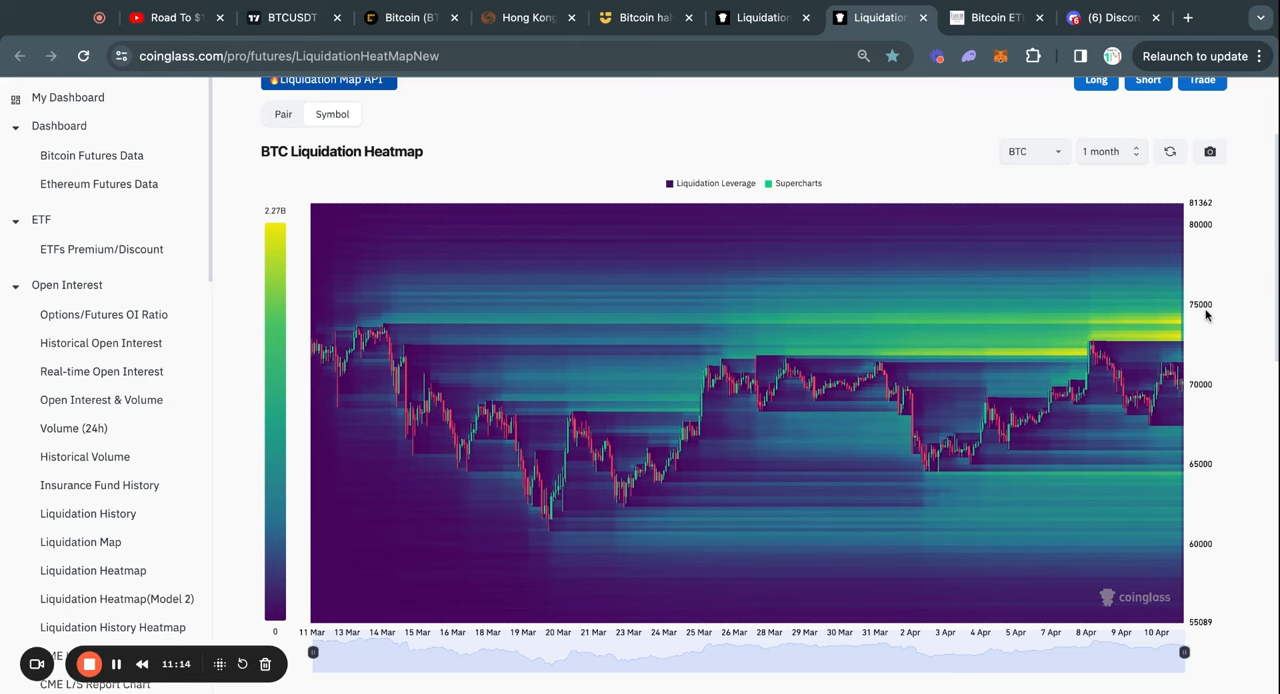 Road To $1
BTCUSDT
Bitcoin (BT
Hong Kong
Bitcoin hal
Liquidation
Liquidation
Bitcoin ET
(6) Discor
coinglass.com/pro/futures/LiquidationHeatMapNew
Relaunch to update
My Dashboard
Dashboard
Bitcoin Futures Data
Ethereum Futures Data
ETF
ETFs Premium/Discount
Open Interest
Options/Futures OI Ratio
Historical Open Interest
Real-time Open Interest
Open Interest & Volume
Volume (24h)
Historical Volume
Insurance Fund History
Liquidation History
Liquidation Map
Liquidation Heatmap
Liquidation Heatmap(Model 2)
Liquidation History Heatmap
CME L/S Report Chart
11:14
Liquidation Map API
Long Short Trade
Pair Symbol
BTC Liquidation Heatmap
BTC 1 month
Liquidation Leverage Supercharts
2.27B
0
81362
80000
75000
70000
65000
60000
55089
coinglass
11 Mar 13 Mar 14 Mar 15 Mar 16 Mar 18 Mar 19 Mar 20 Mar 21 Mar 23 Mar 24 Mar 25 Mar 26 Mar 28 Mar 29 Mar 30 Mar 31 Mar 2 Apr 3 Apr 4 Apr 5 Apr 7 Apr 8 Apr 9 Apr 10 Apr